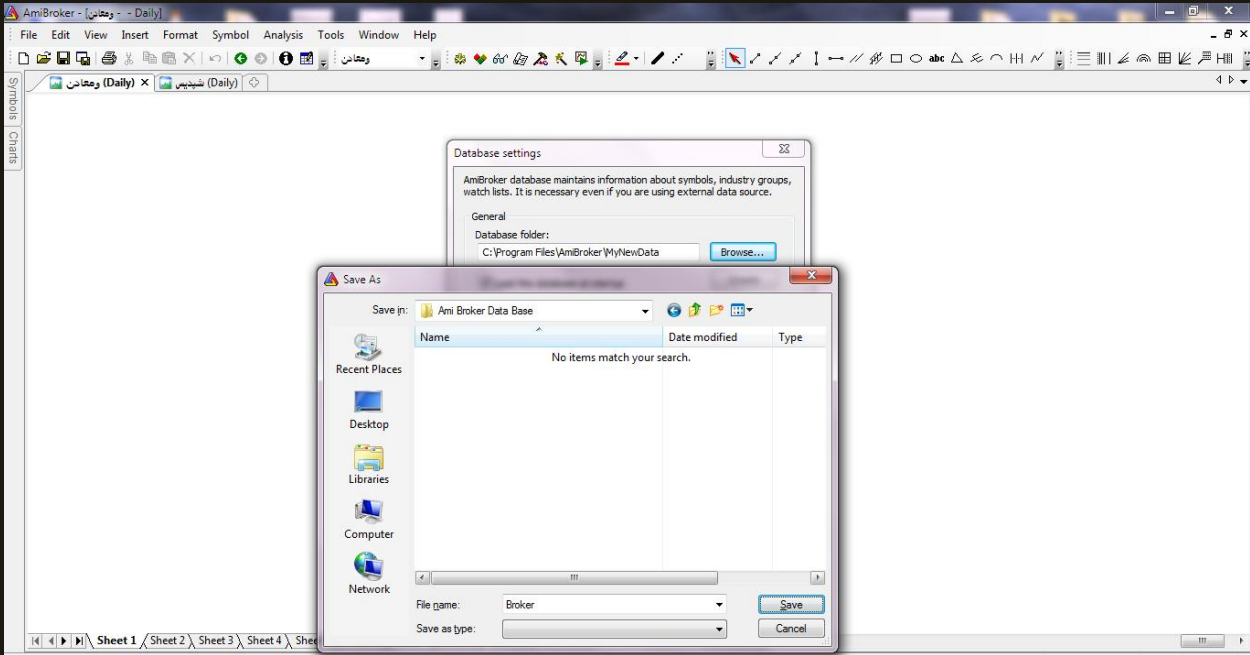 AmiBroker - [ومعادن - - Daily]
File Edit View Insert Format Symbol Analysis Tools Window Help
ومعادن
abc
ومعادن (Daily)
شپدیس (Daily)
Symbols
Charts
Database settings
AmiBroker database maintains information about symbols, industry groups,
watch lists. It is necessary even if you are using external data source.
General
Database folder:
C:\Program Files\AmiBroker\MyNewData Browse...
Save As
Save in: Ami Broker Data Base
Name Date modified Type
No items match your search.
Recent Places
Desktop
Libraries
Computer
Network
File name: Broker Save
Save as type: Cancel
Sheet 1 Sheet 2 Sheet 3 Sheet 4 Shee